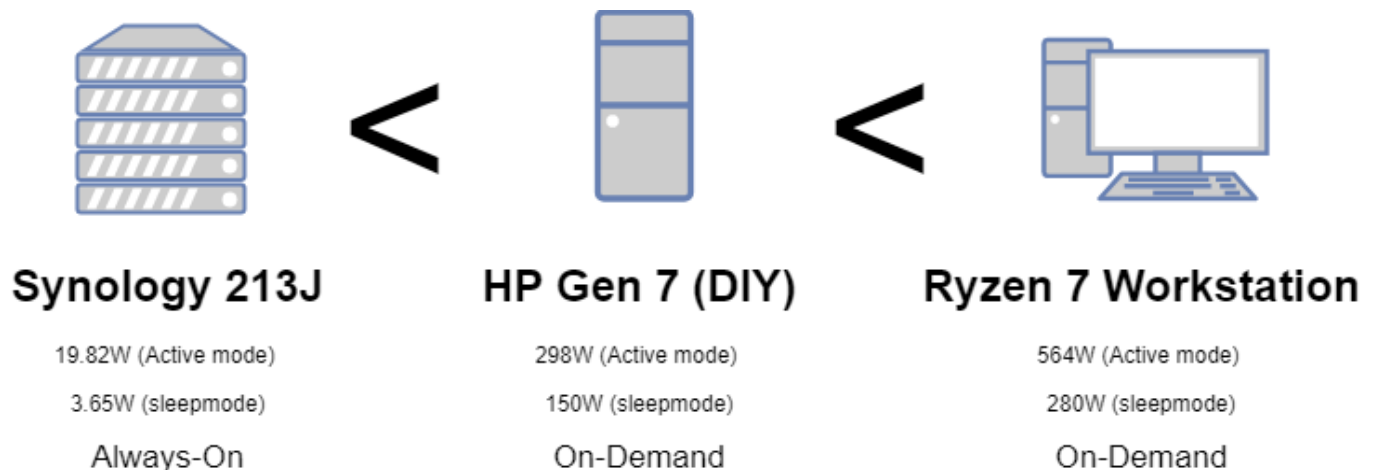 < <
Synology 213J HP Gen 7 (DIY) Ryzen 7 Workstation
19.82W (Active mode) 298W (Active mode) 564W (Active mode)
3.65W (sleepmode) 150W (sleepmode) 280W (sleepmode)
Always-On On-Demand On-Demand